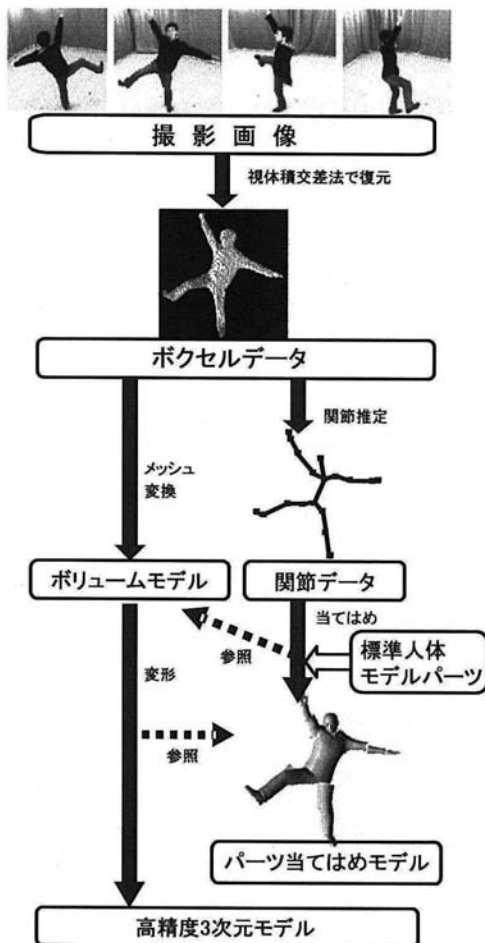 撮影画像
視体積交差法で復元
ボクセルデータ
関節推定
メッシュ
変換
ボリュームモデル
関節データ
当てはめ
参照
標準人体
モデルパーツ
変形
参照
パーツ当てはめモデル
高精度3次元モデル